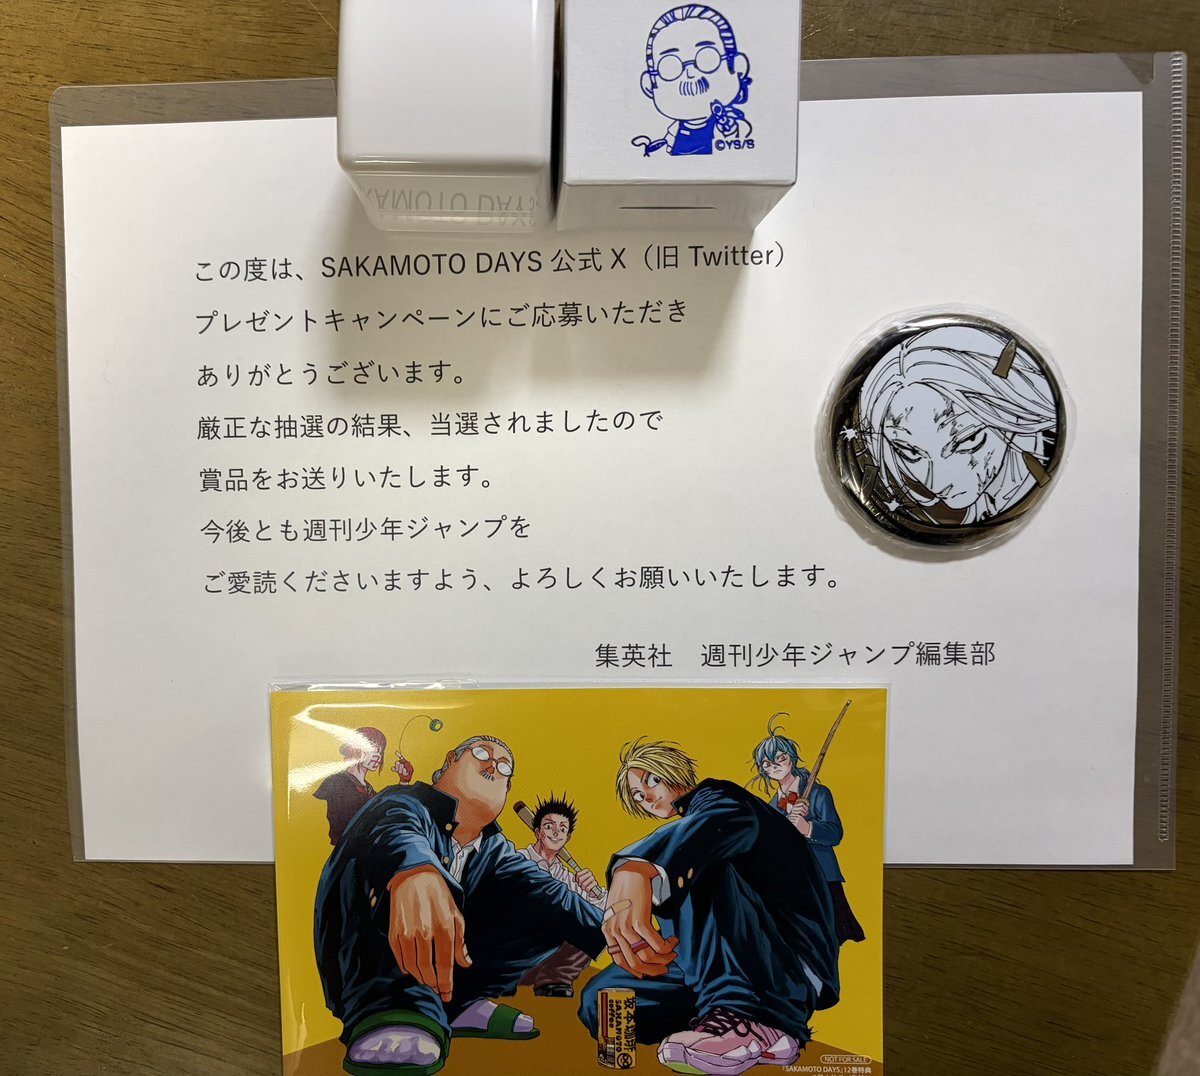 ©YS/S
SAKAMOTO DAYS
この度は、SAKAMOTO DAYS 公式 X（旧 Twitter）
プレゼントキャンペーンにご応募いただき
ありがとうございます。
厳正な抽選の結果、当選されましたので
賞品をお送りいたします。
今後とも週刊少年ジャンプを
ご愛読くださいますよう、よろしくお願いいたします。
集英社　週刊少年ジャンプ編集部
坂本珈琲
SAKAMOTO
coffee
NOT FOR SALE
『SAKAMOTO DAYS』12巻特典